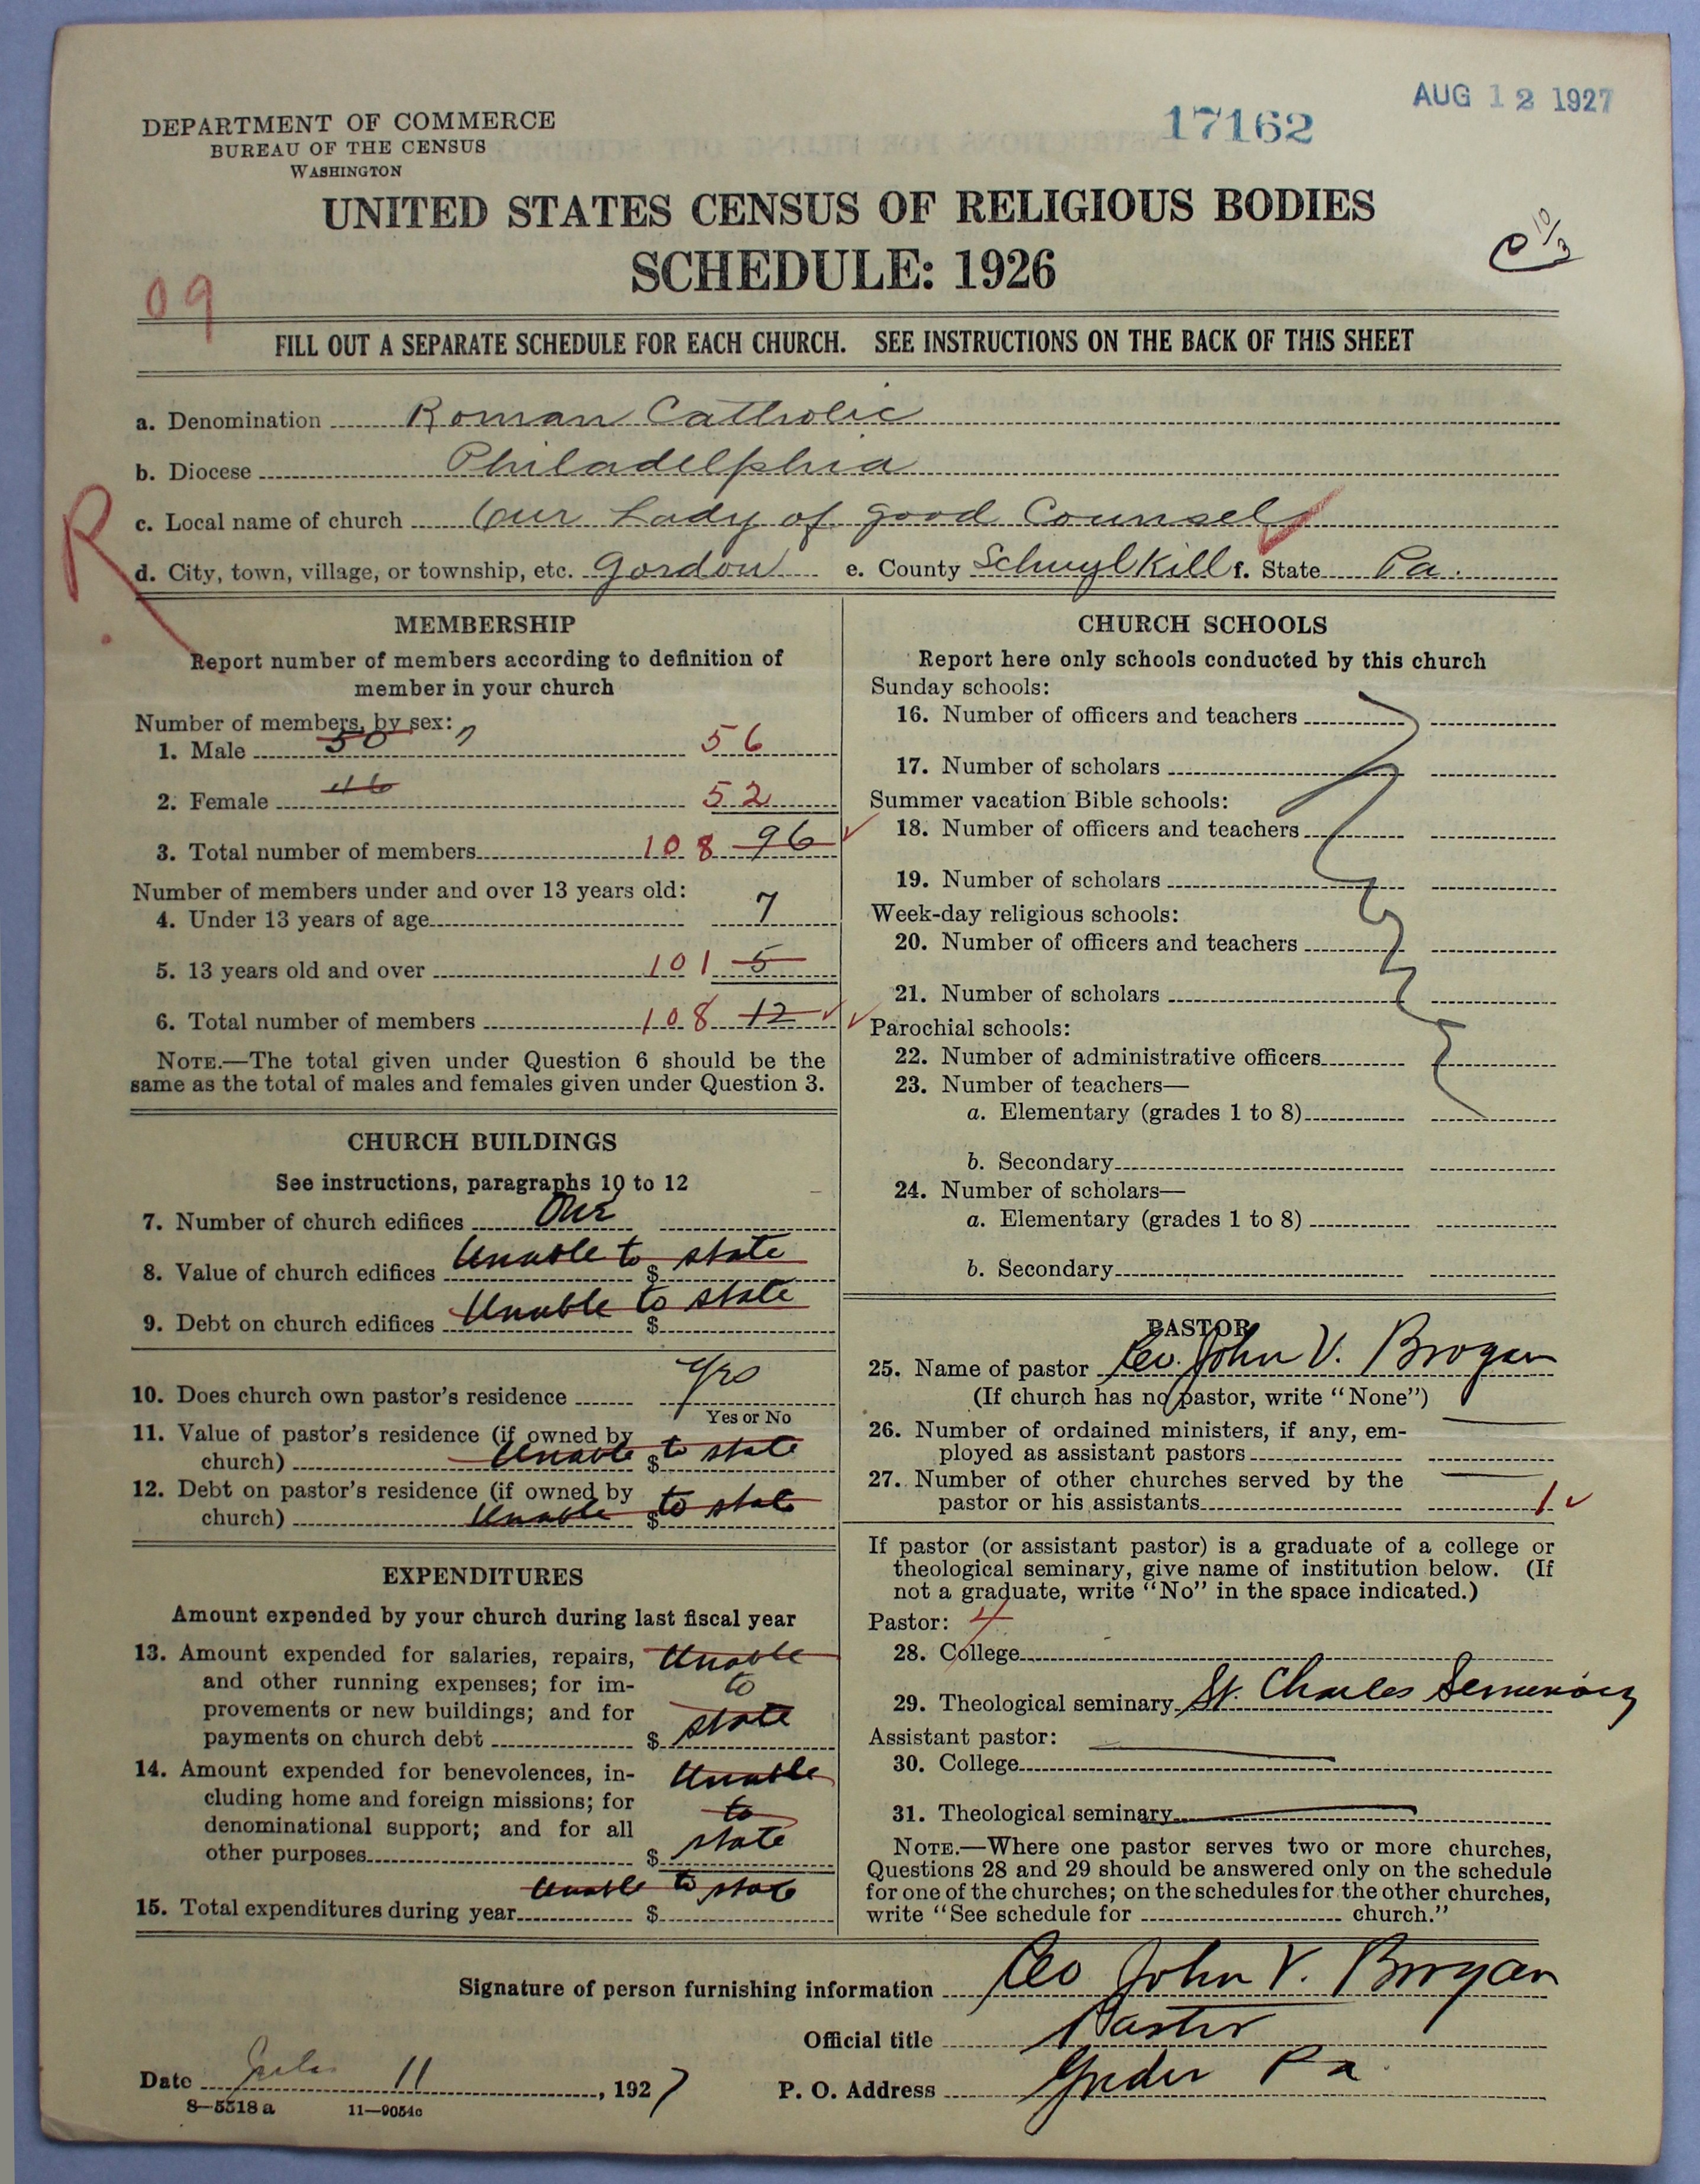 AUG 12 1927
17162
DEPARTMENT OF COMMERCE
BUREAU OF THE CENSUS
WASHINGTON
UNITED STATES CENSUS OF RELIGIOUS BODIES
SCHEDULE: 1926
10/3
09
FILL OUT A SEPARATE SCHEDULE FOR EACH CHURCH. SEE INSTRUCTIONS ON THE BACK OF THIS SHEET
a. Denomination Roman Catholic
b. Diocese Philadelphia
c. Local name of church Our Lady of good Counsel
R
d. City, town, village, or township, etc. Gordon e. County Schuylkill f. State Pa.
MEMBERSHIP
Report number of members according to definition of
member in your church
Number of members, by sex:
1. Male 50 56
2. Female 46 52
3. Total number of members 108 96
Number of members under and over 13 years old:
4. Under 13 years of age 7
5. 13 years old and over 101 5
6. Total number of members 108 12
NOTE.—The total given under Question 6 should be the
same as the total of males and females given under Question 3.
CHURCH BUILDINGS
See instructions, paragraphs 10 to 12
7. Number of church edifices One
8. Value of church edifices Unable to $ state
9. Debt on church edifices Unable to $ state
10. Does church own pastor's residence Yes
Yes or No
11. Value of pastor's residence (if owned by
church) Unable $ to state
12. Debt on pastor's residence (if owned by
church) Unable $ to state
EXPENDITURES
Amount expended by your church during last fiscal year
13. Amount expended for salaries, repairs, Unable
and other running expenses; for im- to
provements or new buildings; and for
payments on church debt $ state
14. Amount expended for benevolences, in- Unable
cluding home and foreign missions; for to
denominational support; and for all
other purposes $ state
Unable to state
15. Total expenditures during year $
CHURCH SCHOOLS
Report here only schools conducted by this church
Sunday schools:
16. Number of officers and teachers
17. Number of scholars
Summer vacation Bible schools:
18. Number of officers and teachers
19. Number of scholars
Week-day religious schools:
20. Number of officers and teachers
21. Number of scholars
Parochial schools:
22. Number of administrative officers
23. Number of teachers—
a. Elementary (grades 1 to 8)
b. Secondary
24. Number of scholars—
a. Elementary (grades 1 to 8)
b. Secondary
PASTOR
25. Name of pastor Rev. John V. Brogan
(If church has no pastor, write "None")
26. Number of ordained ministers, if any, em-
ployed as assistant pastors
27. Number of other churches served by the
pastor or his assistants 1
If pastor (or assistant pastor) is a graduate of a college or
theological seminary, give name of institution below. (If
not a graduate, write "No" in the space indicated.)
Pastor: 4
28. College
29. Theological seminary St. Charles Seminary
Assistant pastor:
30. College
31. Theological seminary
NOTE.—Where one pastor serves two or more churches,
Questions 28 and 29 should be answered only on the schedule
for one of the churches; on the schedules for the other churches,
write "See schedule for church."
Signature of person furnishing information Rev John V. Brogan
Official title Pastor
Date July 11, 1927 P. O. Address Pa
8—5518 a 11—9054c